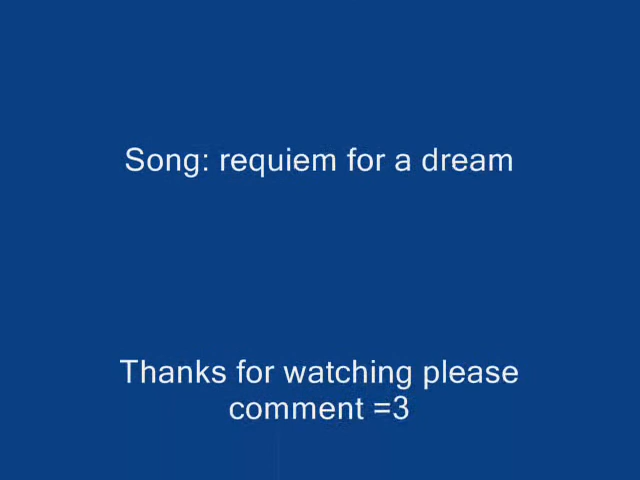 Song: requiem for a dream
Thanks for watching please
comment =3